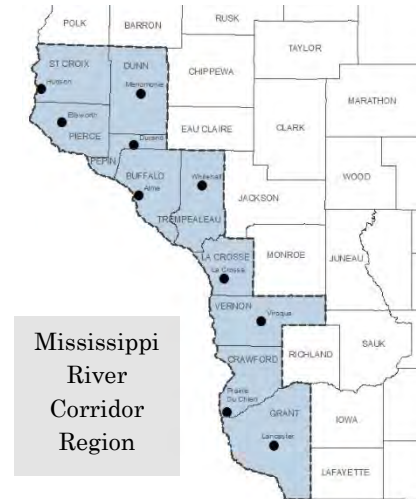 POLK
BARRON
RUSK
TAYLOR
ST CROIX
DUNN
CHIPPEWA
Hudson
Menomonie
MARATHON
Ellsworth
PIERCE
EAU CLAIRE
CLARK
Durand
PEPIN
BUFFALO
Whitehall
WOOD
Alma
JACKSON
TREMPEALEAU
LA CROSSE
MONROE
JUNEAU
La Crosse
VERNON
Viroqua
SAUK
RICHLAND
CRAWFORD
Prairie
Du Chien
GRANT
IOWA
Lancaster
LAFAYETTE
Mississippi
River
Corridor
Region